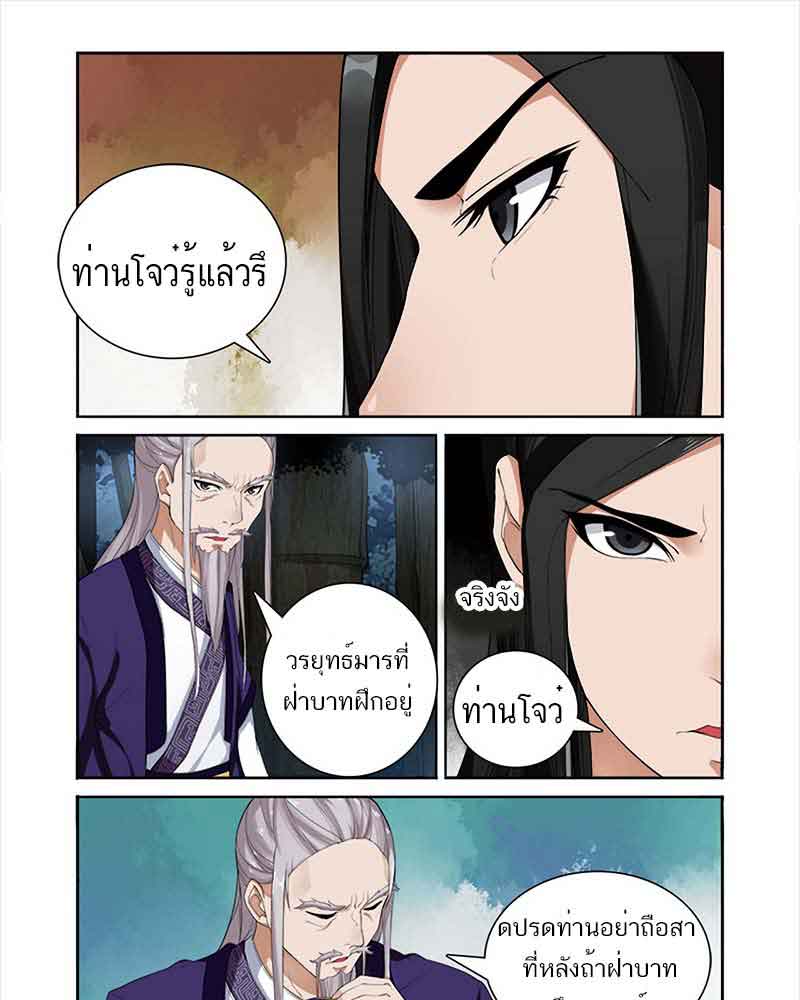 ท่านโจว๋รู้แล้วรึ
วรยุทธ์มารที่
ฝ่าบาทฝึกอยู่
จริงจัง
ท่านโจว๋
ดปรดท่านอย่าถือสา
ที่หลังถ้าฝ่าบาท